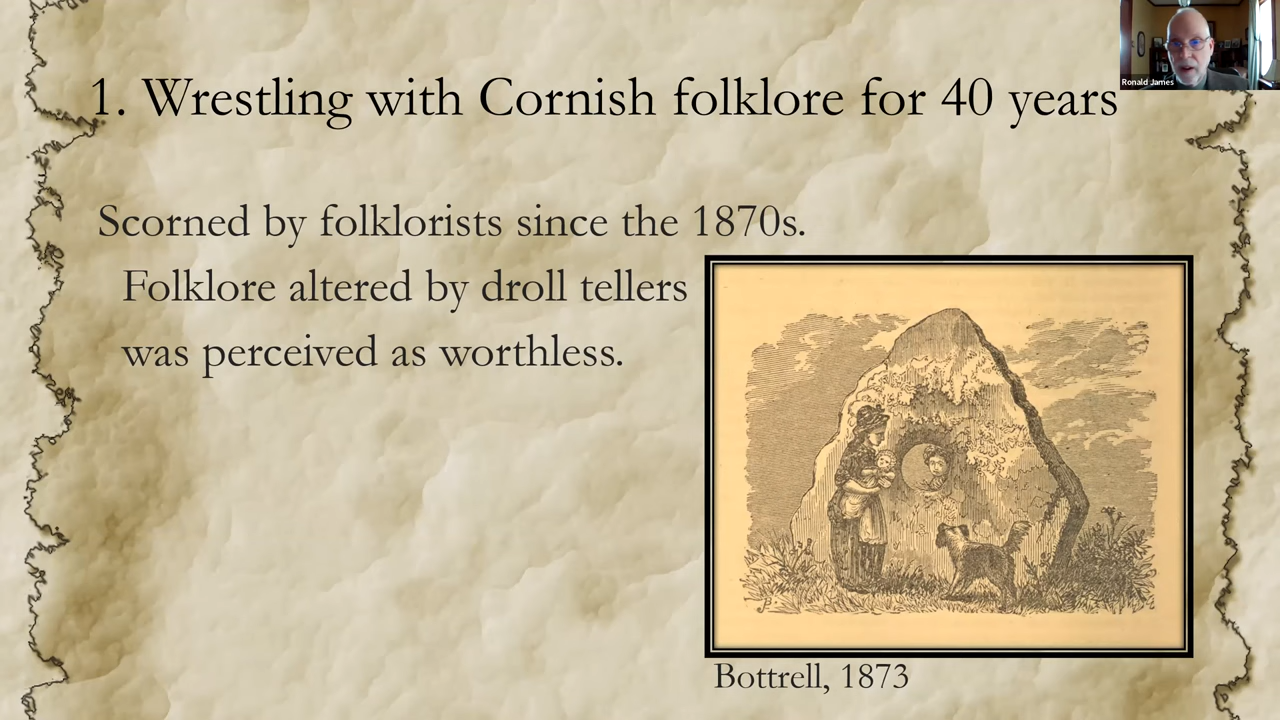 1. Wrestling with Cornish folklore for 40 years
Ronald James
Scorned by folklorists since the 1870s.
Folklore altered by droll tellers
was perceived as worthless.
Bottrell, 1873